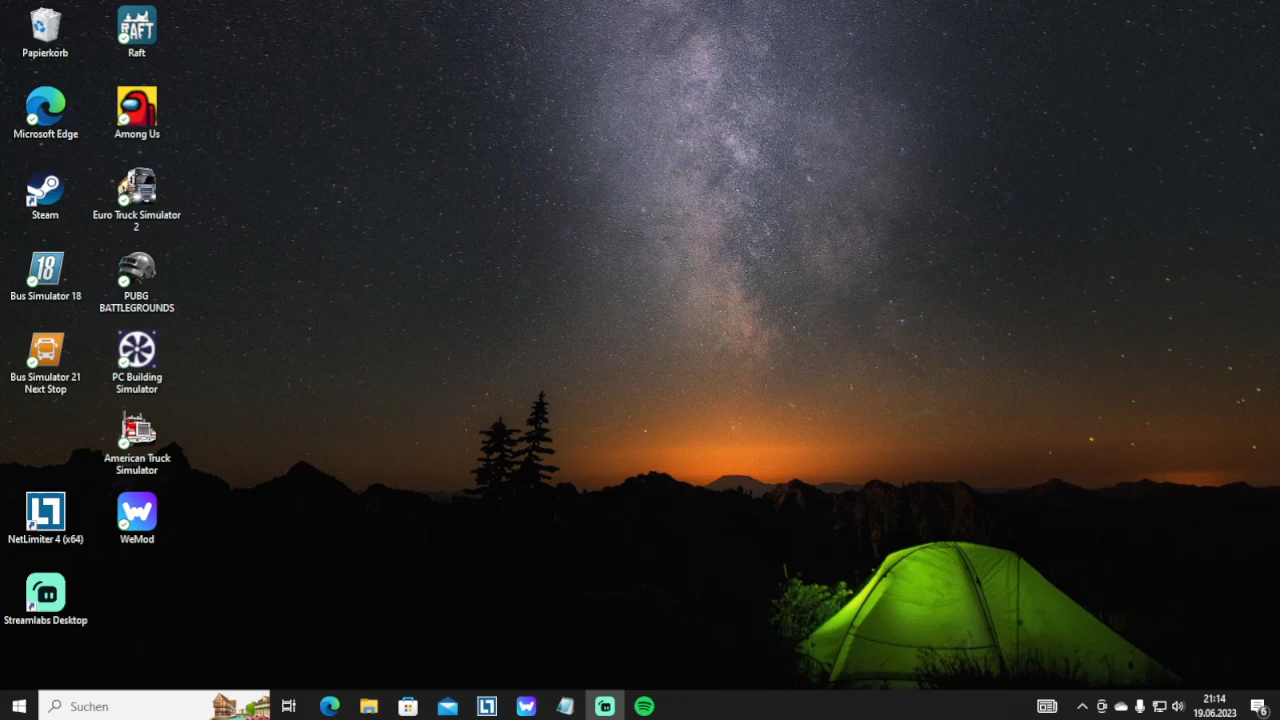 Papierkorb
RAFT
Raft
Microsoft Edge
Among Us
Steam
Euro Truck Simulator
2
18
Bus Simulator 18
PUBG
BATTLEGROUNDS
Bus Simulator 21
Next Stop
PC Building
Simulator
American Truck
Simulator
NetLimiter 4 (x64)
WeMod
Streamlabs Desktop
Suchen
21:14
19.06.2023
6